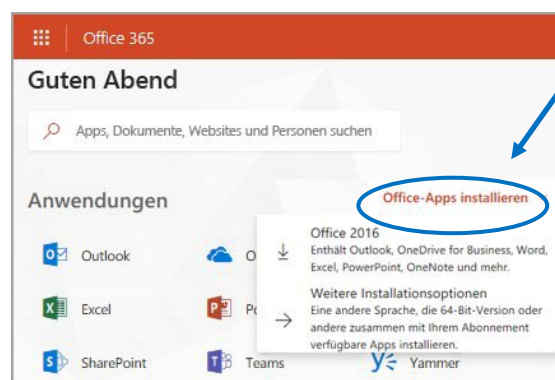 Office 365
Guten Abend
Apps, Dokumente, Websites und Personen suchen
Anwendungen
Office-Apps installieren
Office 2016
Enthält Outlook, OneDrive for Business, Word,
Excel, PowerPoint, OneNote und mehr.
Weitere Installationsoptionen
Eine andere Sprache, die 64-Bit-Version oder
andere zusammen mit Ihrem Abonnement
verfügbare Apps installieren.
Outlook
O
Excel
Po
SharePoint
Teams
Yammer